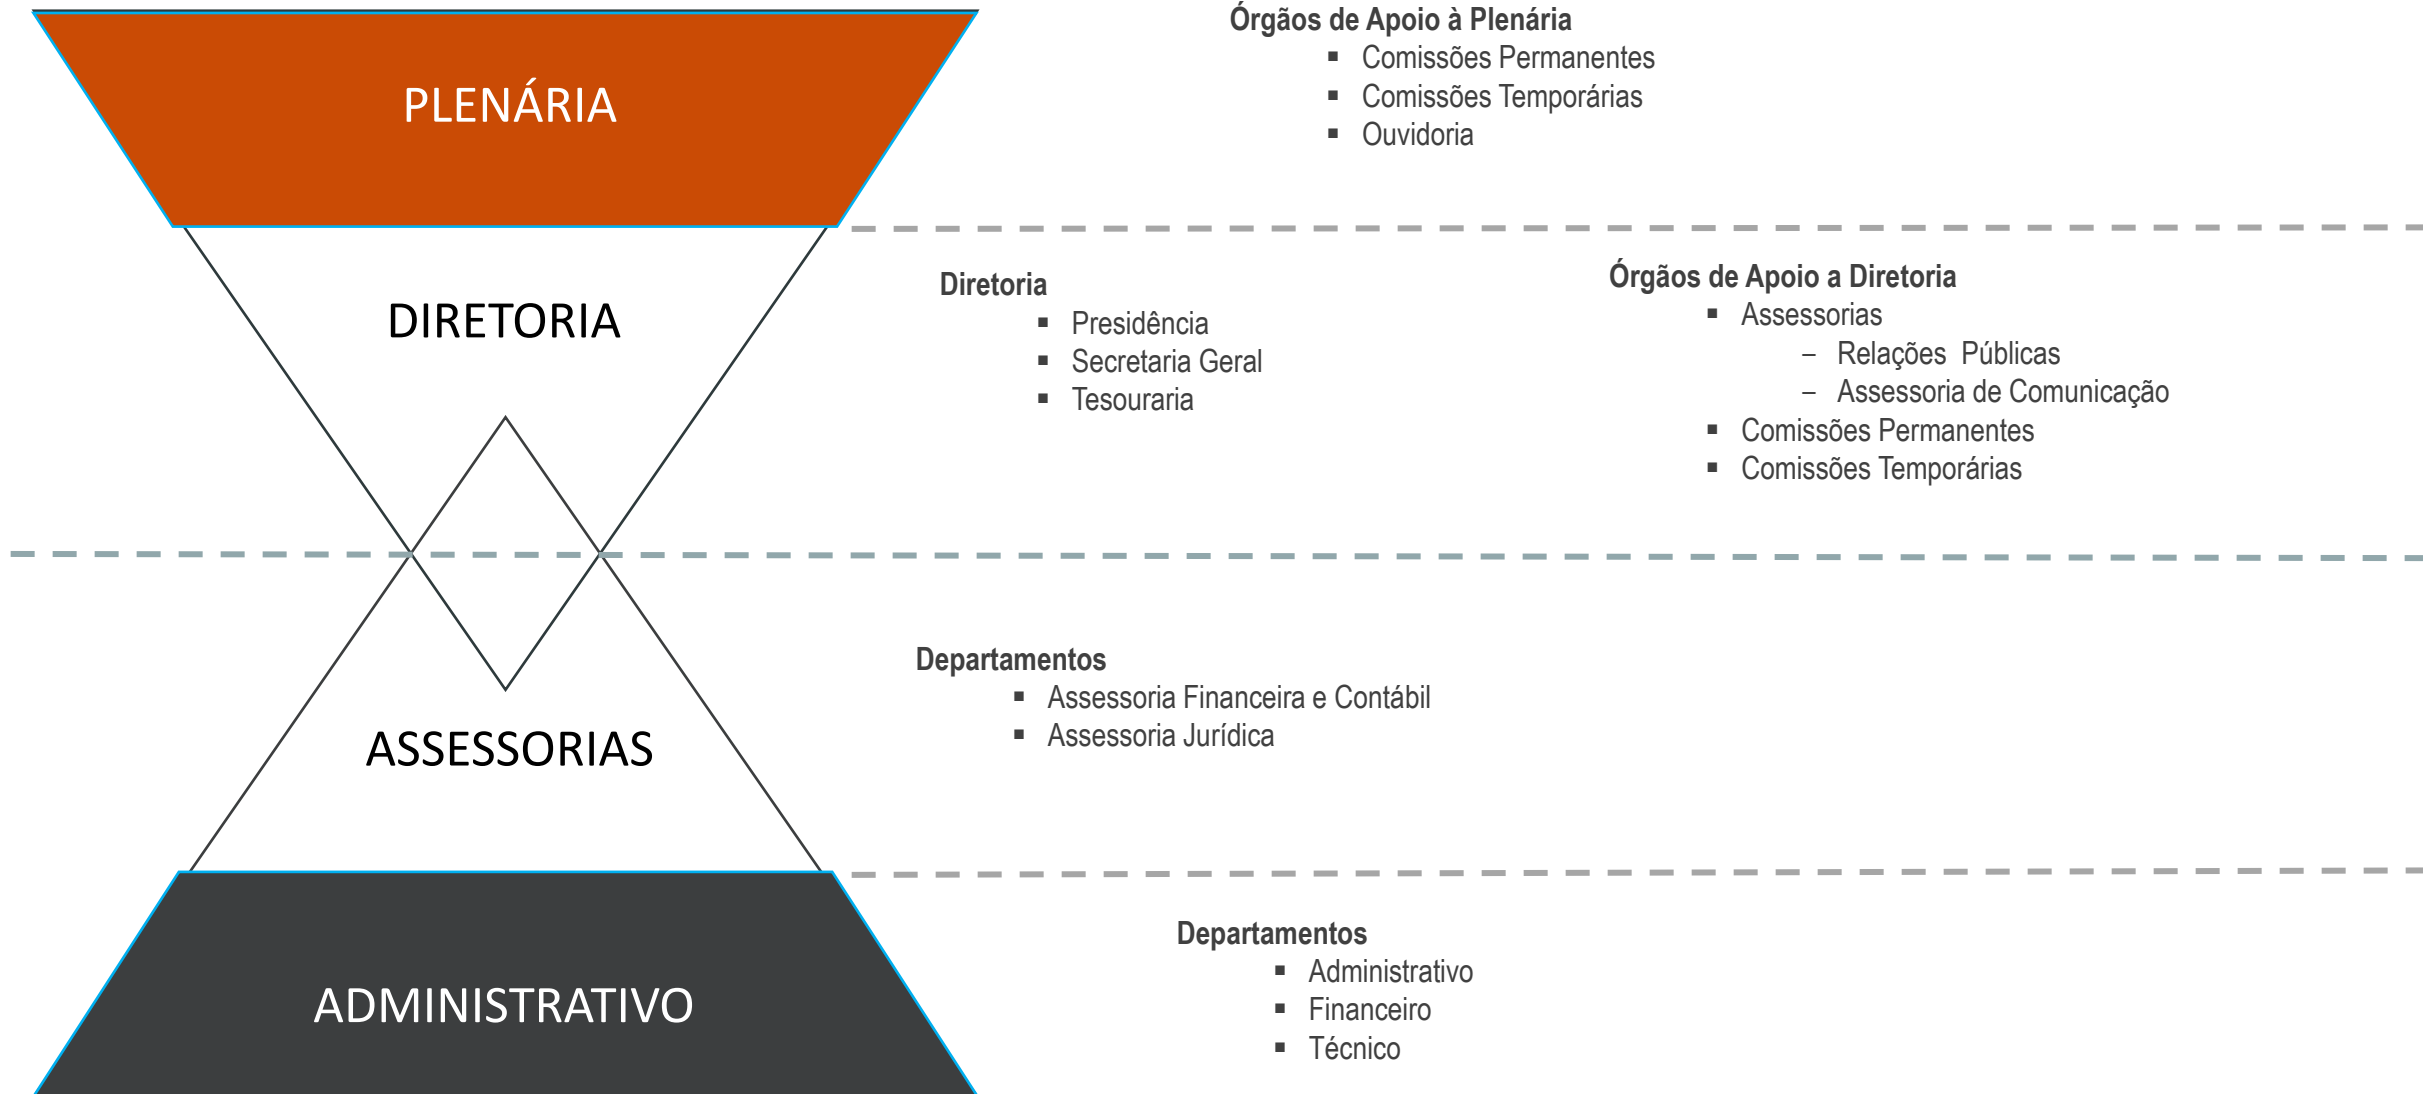 PLENÁRIA
Órgãos de Apoio à Plenária
▪ Comissões Permanentes
▪ Comissões Temporárias
▪ Ouvidoria
DIRETORIA
Diretoria
▪ Presidência
▪ Secretaria Geral
▪ Tesouraria
Órgãos de Apoio a Diretoria
▪ Assessorias
– Relações Públicas
– Assessoria de Comunicação
▪ Comissões Permanentes
▪ Comissões Temporárias
ASSESSORIAS
Departamentos
▪ Assessoria Financeira e Contábil
▪ Assessoria Jurídica
ADMINISTRATIVO
Departamentos
▪ Administrativo
▪ Financeiro
▪ Técnico